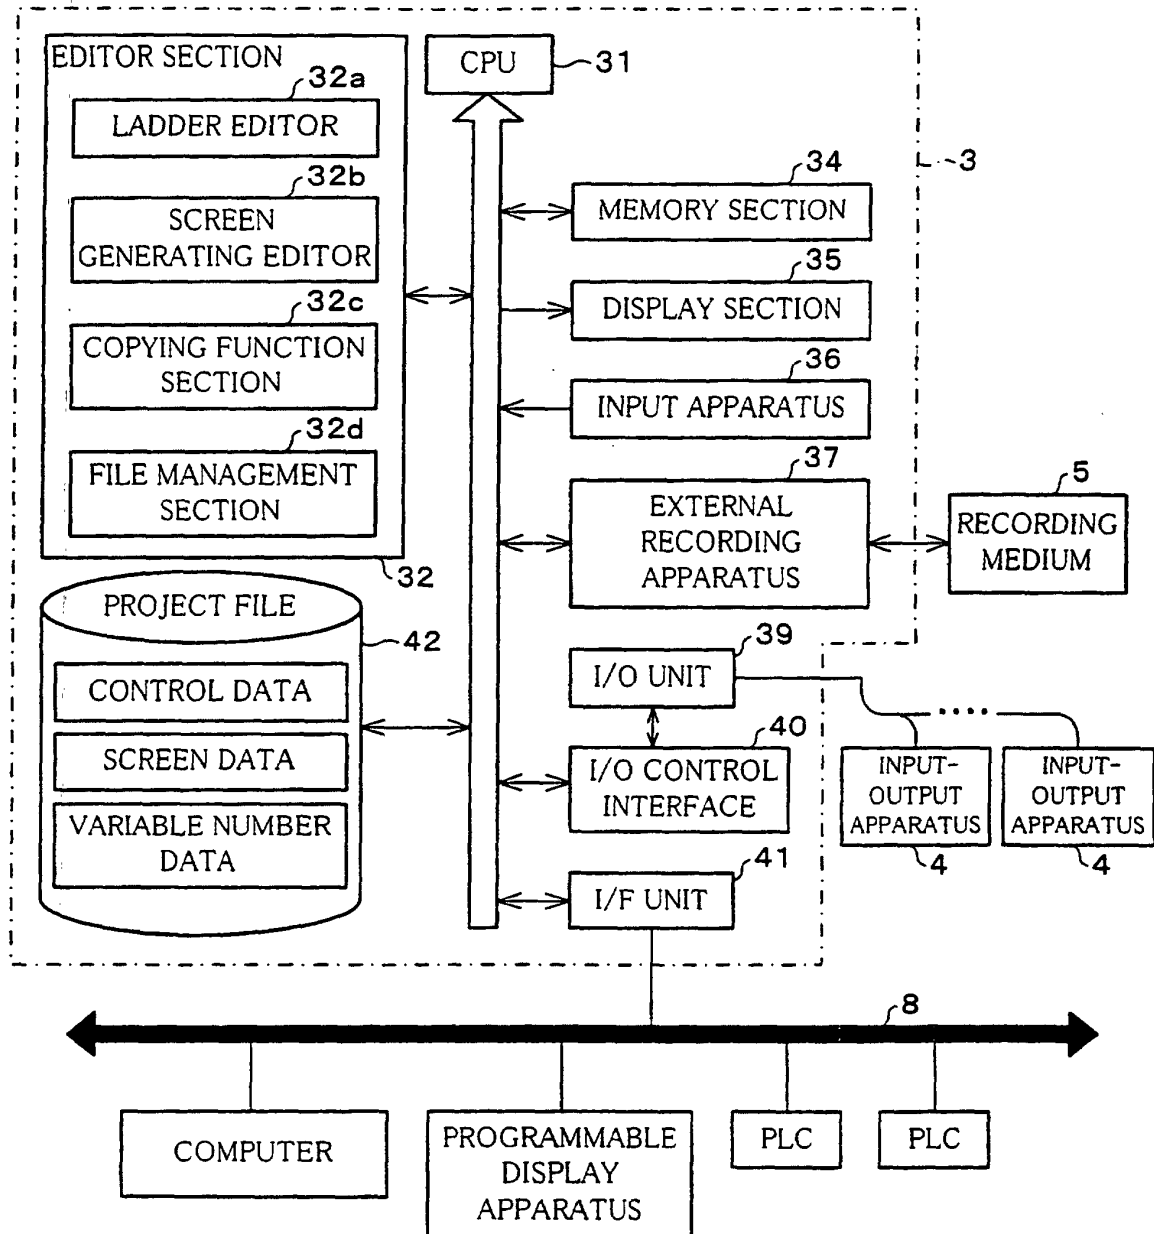 EDITOR SECTION
32a
LADDER EDITOR
32b
SCREEN
GENERATING EDITOR
32c
COPYING FUNCTION
SECTION
32d
FILE MANAGEMENT
SECTION
32
PROJECT FILE
42
CONTROL DATA
SCREEN DATA
VARIABLE NUMBER
DATA
CPU
31
3
34
MEMORY SECTION
35
DISPLAY SECTION
36
INPUT APPARATUS
37
EXTERNAL
RECORDING
APPARATUS
5
RECORDING
MEDIUM
39
I/O UNIT
40
I/O CONTROL
INTERFACE
41
I/F UNIT
INPUT-
OUTPUT
APPARATUS
4
INPUT-
OUTPUT
APPARATUS
4
8
COMPUTER
PROGRAMMABLE
DISPLAY
APPARATUS
PLC
PLC